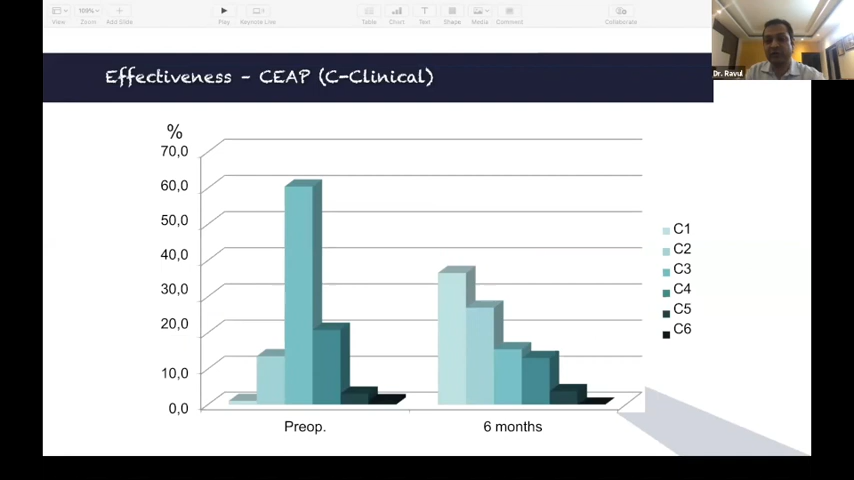 View
109%
Zoom
Add Slide
Play
Keynote Live
Table
Chart
Text
Shape
Media
Comment
Collaborate
Dr. Ravul
Effectiveness - CEAP (C-Clinical)
%
70,0
60,0
50,0
40,0
30,0
20,0
10,0
0,0
Preop.
6 months
C1
C2
C3
C4
C5
C6